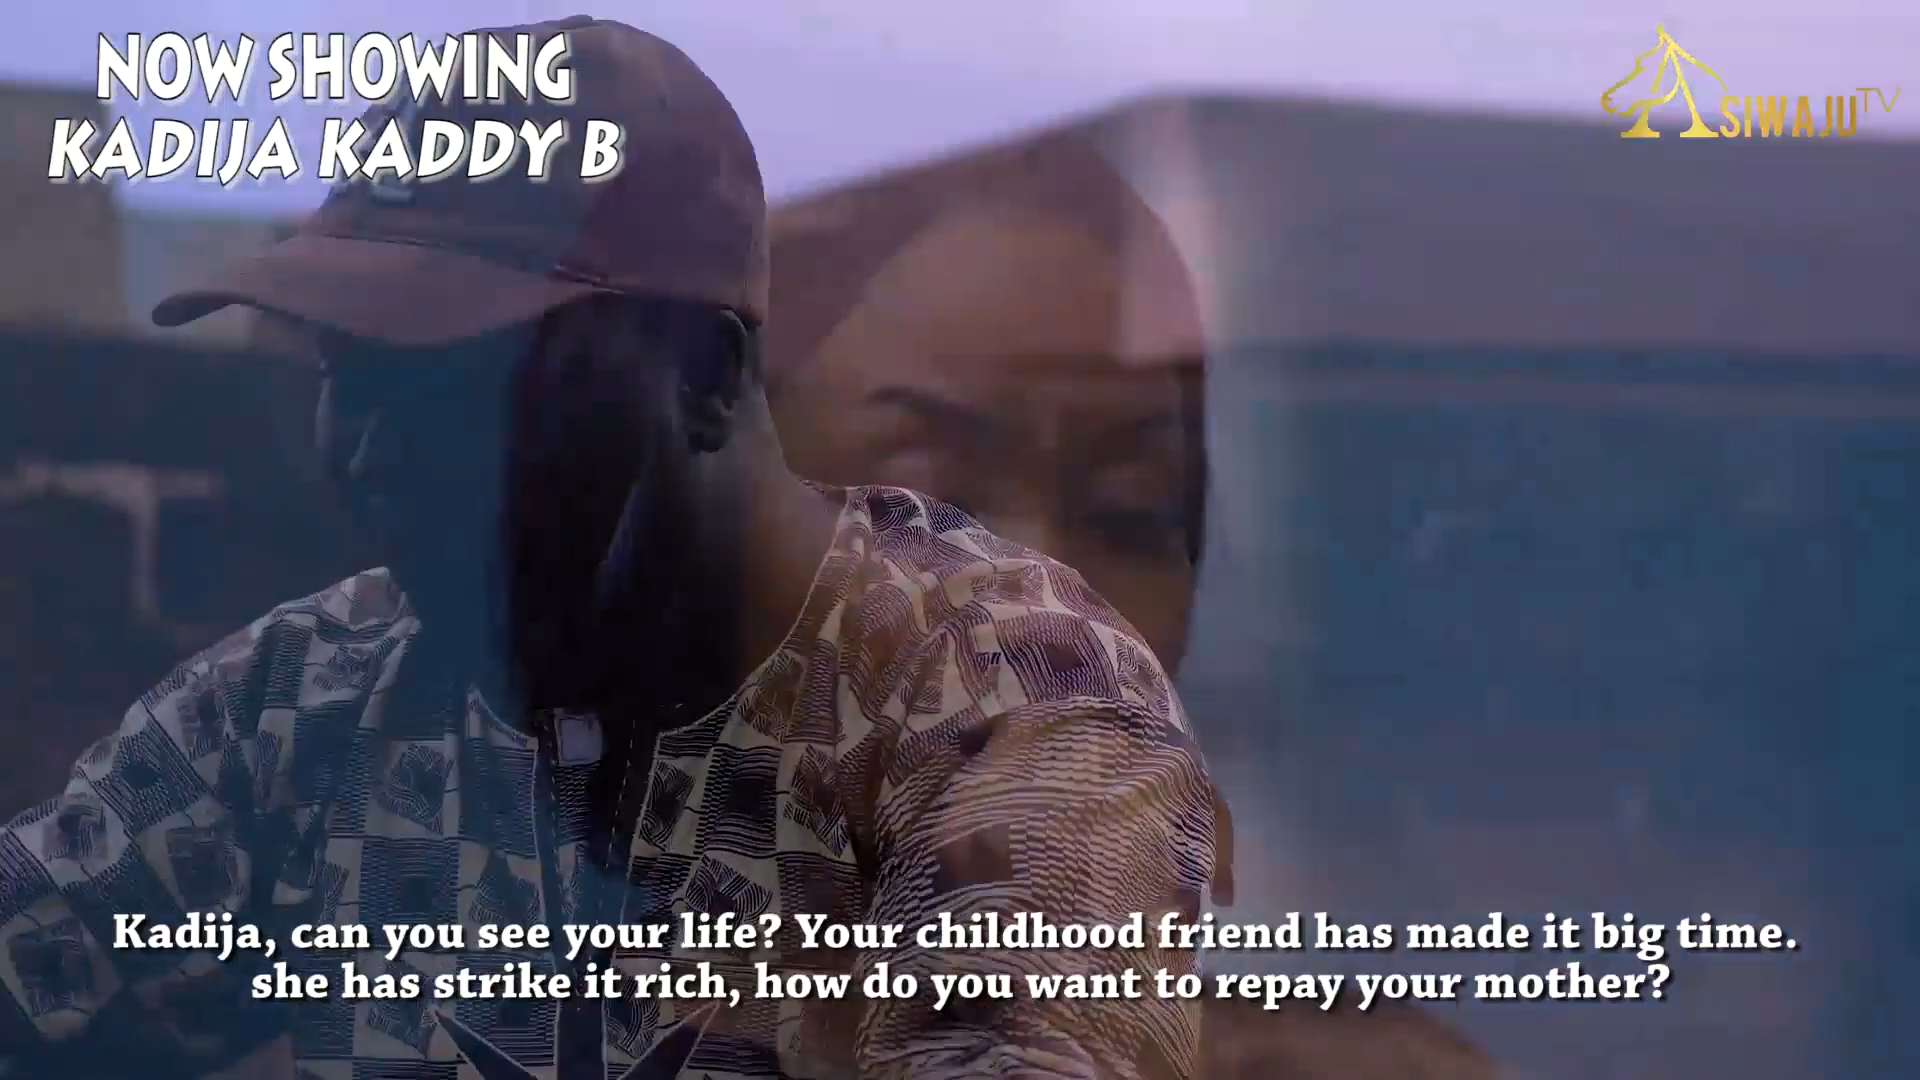 NOW SHOWING
KADIJA KADDY B
ASIWAJU TV
Kadija, can you see your life? Your childhood friend has made it big time.
she has strike it rich, how do you want to repay your mother?